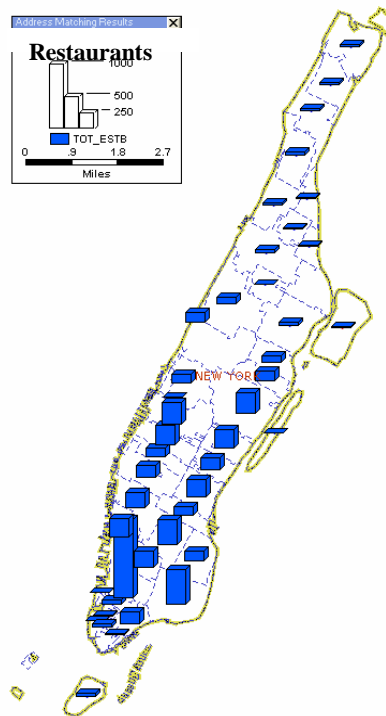 Address Matching Results
Restaurants
1000
500
250
TOT_ESTB
0 .9 1.8 2.7
Miles
NEW YORK